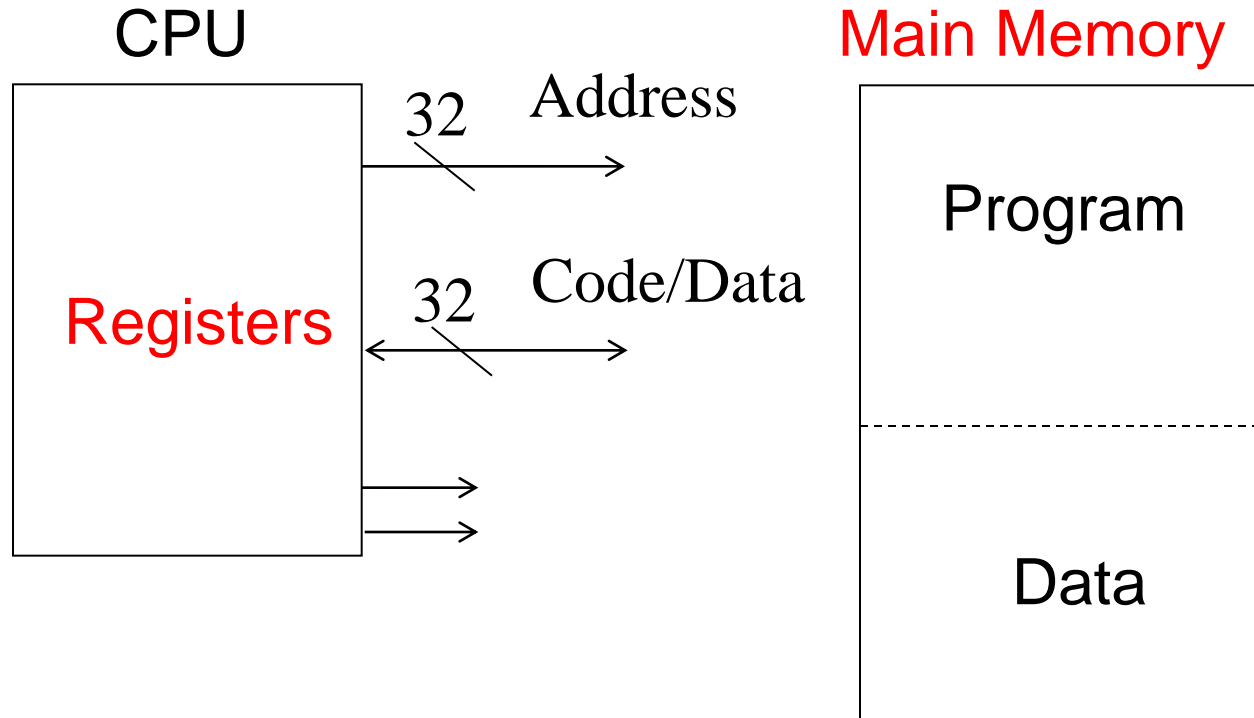 CPU
Main Memory
32
Address
Program
32
Code/Data
Registers
Data